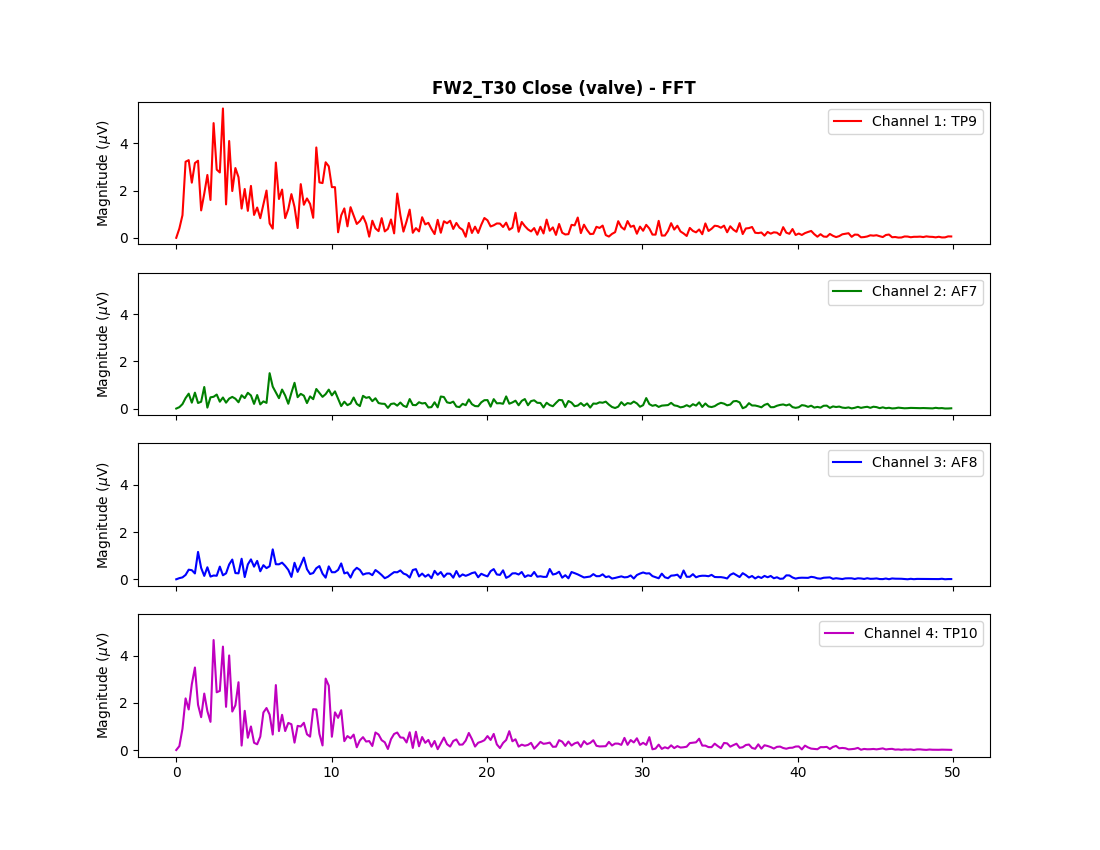 FW2_T30 Close (valve) - FFT
Magnitude (μV)
4
2
0
Channel 1: TP9
Magnitude (μV)
4
2
0
Channel 2: AF7
Magnitude (μV)
4
2
0
Channel 3: AF8
Magnitude (μV)
4
2
0
Channel 4: TP10
0 10 20 30 40 50